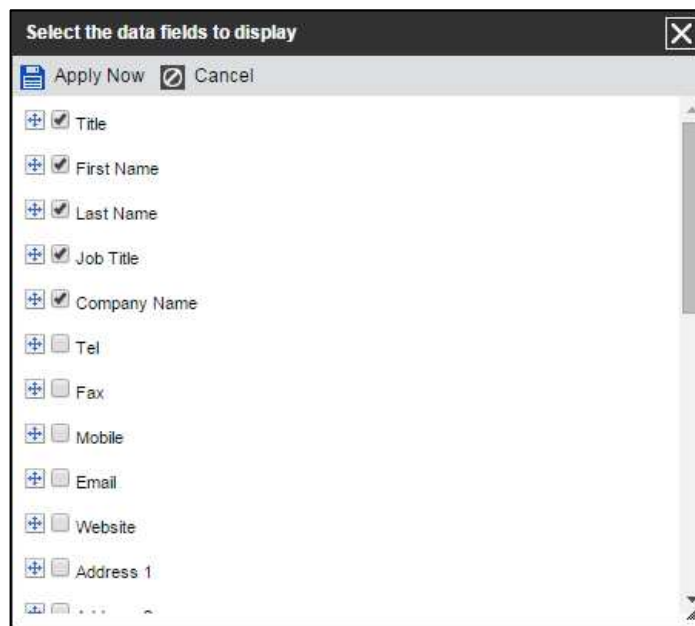 Select the data fields to display
Apply Now Cancel
Title
First Name
Last Name
Job Title
Company Name
Tel
Fax
Mobile
Email
Website
Address 1